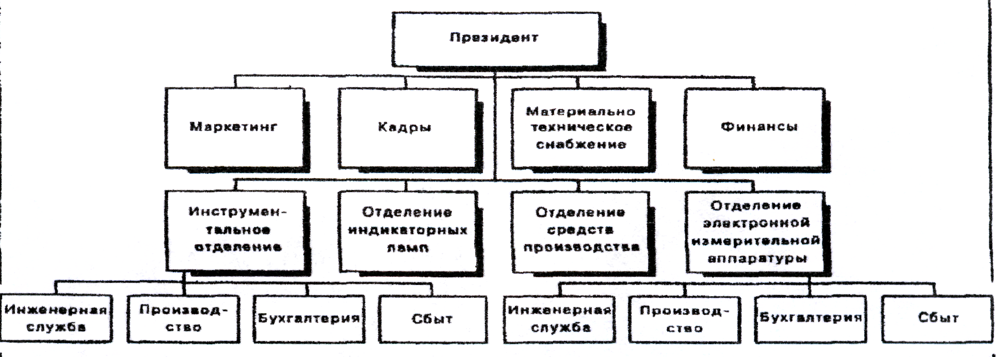 Президент
Маркетинг
Кадры
Материально
техническое
снабжение
Финансы
Инструмен-
тальное
отделение
Отделение
индикаторных
ламп
Отделение
средств
производства
Отделение
электронной
измерительной
аппаратуры
Инженерная
служба
Производ-
ство
Бухгалтерия
Сбыт
Инженерная
служба
Производ-
ство
Бухгалтерия
Сбыт